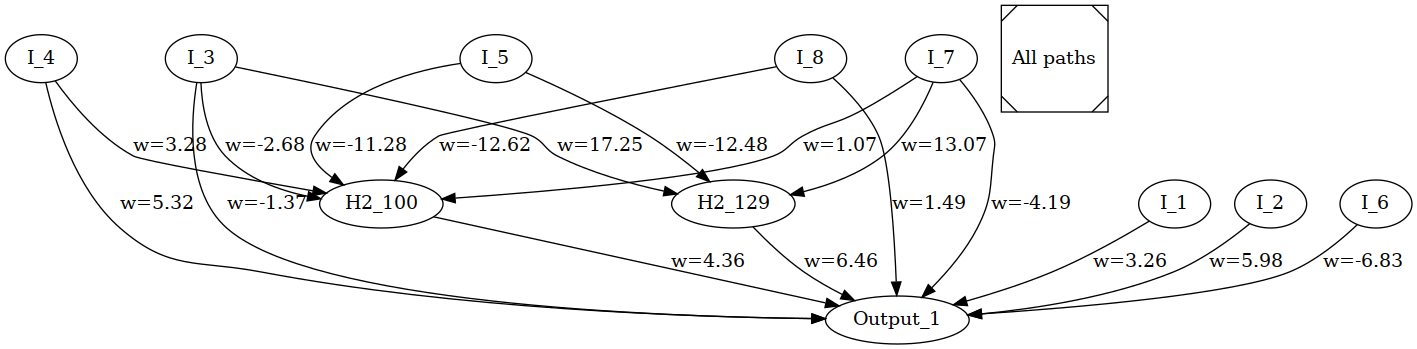 I_4
I_3
I_5
I_8
I_7
All paths
w=3.28
w=-2.68
w=-11.28
w=-12.62
w=17.25
w=-12.48
w=1.07
w=13.07
w=5.32
w=-1.37
H2_100
H2_129
w=1.49
w=-4.19
I_1
I_2
I_6
w=4.36
w=6.46
w=3.26
w=5.98
w=-6.83
Output_1